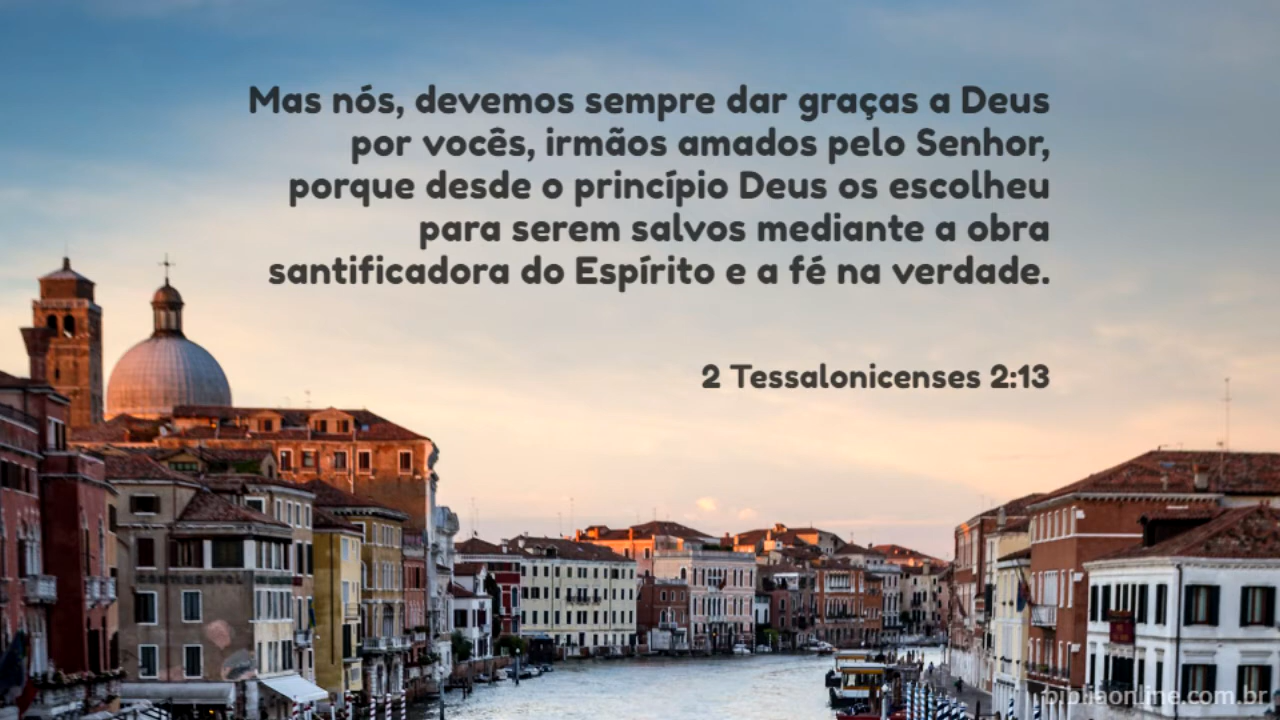 Mas nós, devemos sempre dar graças a Deus
por vocês, irmãos amados pelo Senhor,
porque desde o princípio Deus os escolheu
para serem salvos mediante a obra
santificadora do Espírito e a fé na verdade.
2 Tessalonicenses 2:13
CONTINENTAL
bibliaonline.com.br